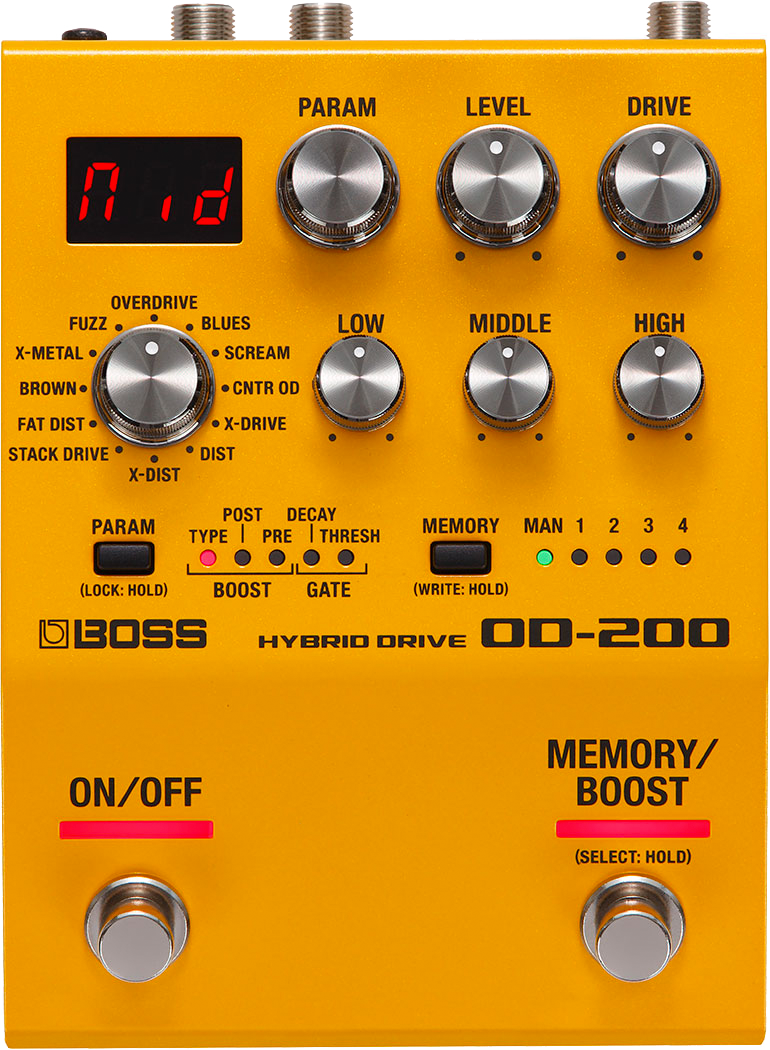 PARAM LEVEL DRIVE
Mid
OVERDRIVE
FUZZ BLUES
X-METAL SCREAM
BROWN CNTR OD
FAT DIST X-DRIVE
STACK DRIVE DIST
X-DIST
LOW MIDDLE HIGH
POST DECAY
PARAM TYPE PRE THRESH
(LOCK: HOLD) BOOST GATE
MEMORY MAN 1 2 3 4
(WRITE: HOLD)
BOSS HYBRID DRIVE OD-200
ON/OFF
MEMORY/
BOOST
(SELECT: HOLD)